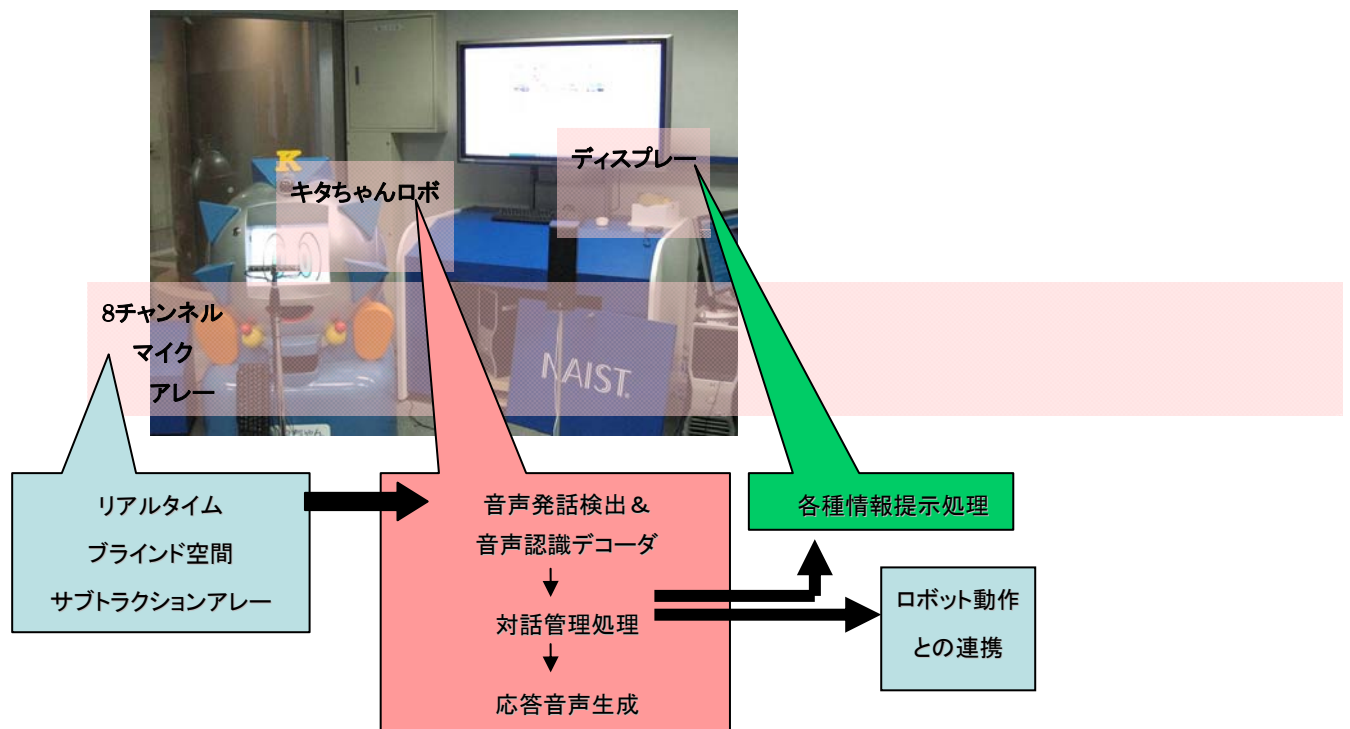 K
ディスプレー
キタちゃんロボ
8チャンネル
マイク
アレー
NAIST
リアルタイム
ブラインド空間
サブトラクションアレー
音声発話検出&
音声認識デコーダ
対話管理処理
応答音声生成
各種情報提示処理
ロボット動作
との連携